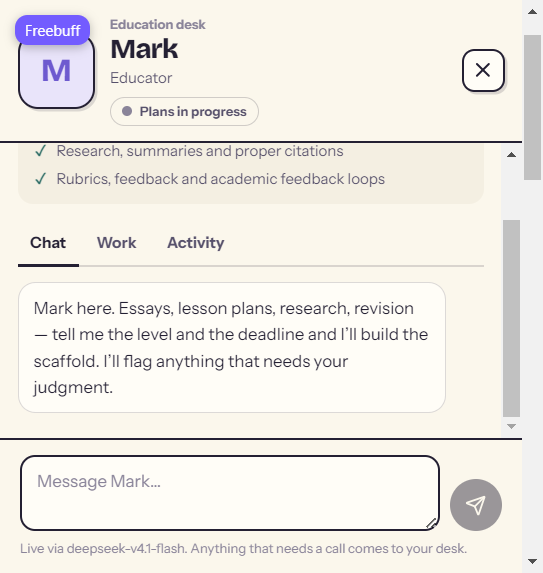 Freebuff
M
Education desk
Mark
Educator
Plans in progress
✓ Research, summaries and proper citations
✓ Rubrics, feedback and academic feedback loops
Chat Work Activity
Mark here. Essays, lesson plans, research, revision
— tell me the level and the deadline and I'll build the
scaffold. I'll flag anything that needs your
judgment.
Message Mark...
Live via deepseek-v4.1-flash. Anything that needs a call comes to your desk.